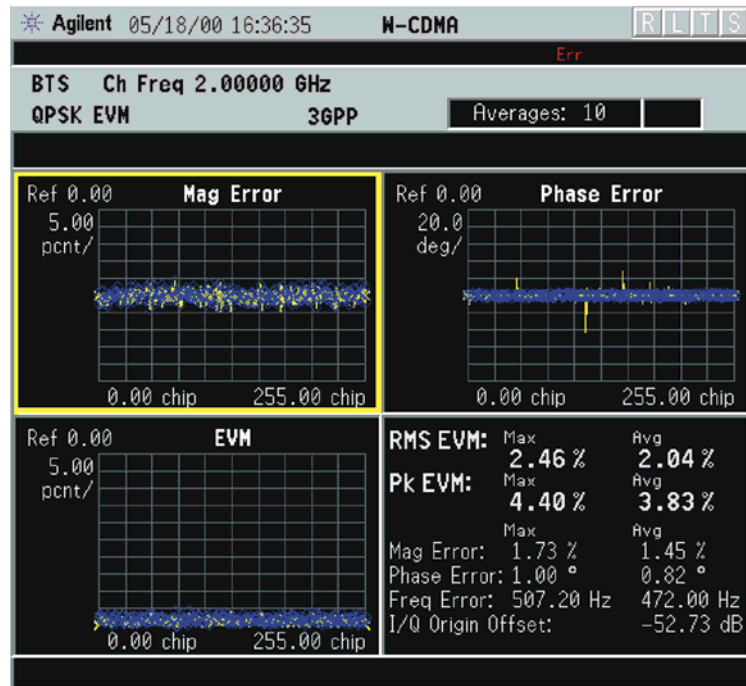 Agilent 05/18/00 16:36:35 W-CDMA R L T S
Err
BTS Ch Freq 2.00000 GHz
QPSK EVM 3GPP Averages: 10
Ref 0.00 Mag Error
5.00
pcnt/
0.00 chip 255.00 chip
Ref 0.00 Phase Error
20.0
deg/
0.00 chip 255.00 chip
Ref 0.00 EVM
5.00
pcnt/
0.00 chip 255.00 chip
Max Avg
RMS EVM: 2.46 % 2.04 %
Max Avg
Pk EVM: 4.40 % 3.83 %
Max Avg
Mag Error: 1.73 % 1.45 %
Phase Error: 1.00 ° 0.82 °
Freq Error: 507.20 Hz 472.00 Hz
I/Q Origin Offset: -52.73 dB